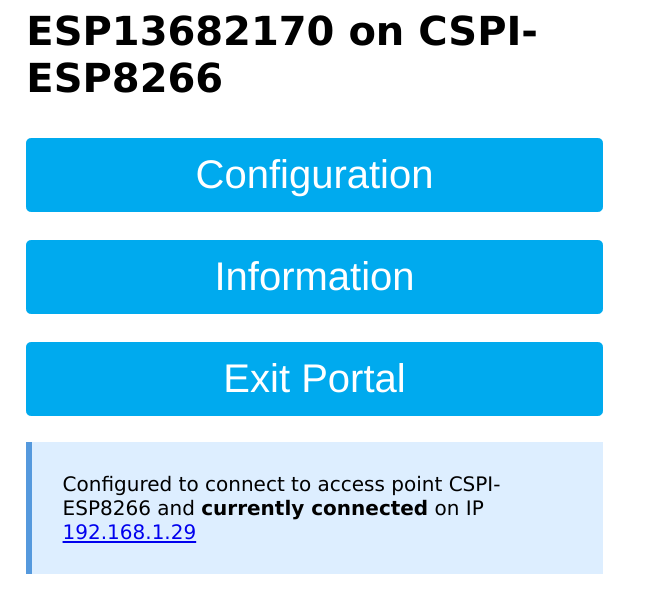 ESP13682170 on CSPI-
ESP8266
Configuration
Information
Exit Portal
Configured to connect to access point CSPI-
ESP8266 and currently connected on IP
192.168.1.29